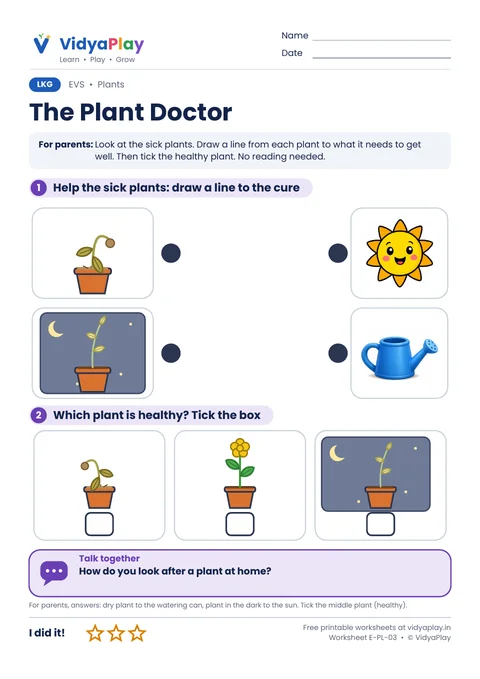 VidyaPlay
Learn • Play • Grow
Name
Date
LKG EVS • Plants
The Plant Doctor
For parents: Look at the sick plants. Draw a line from each plant to what it needs to get
well. Then tick the healthy plant. No reading needed.
1 Help the sick plants: draw a line to the cure
2 Which plant is healthy? Tick the box
Talk together
How do you look after a plant at home?
For parents, answers: dry plant to the watering can, plant in the dark to the sun. Tick the middle plant (healthy).
I did it!
Free printable worksheets at vidyaplay.in
Worksheet E-PL-03 • © VidyaPlay